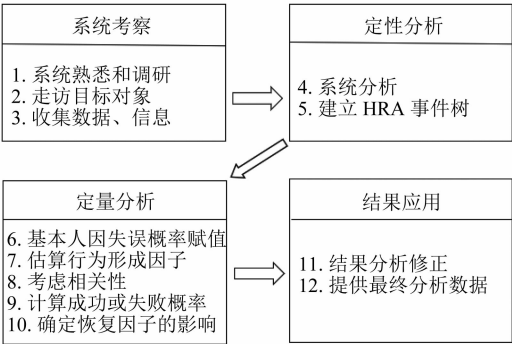 系统考察
1. 系统熟悉和调研
2. 走访目标对象
3. 收集数据、信息
定性分析
4. 系统分析
5. 建立 HRA 事件树
定量分析
6. 基本人因失误概率赋值
7. 估算行为形成因子
8. 考虑相关性
9. 计算成功或失败概率
10. 确定恢复因子的影响
结果应用
11. 结果分析修正
12. 提供最终分析数据